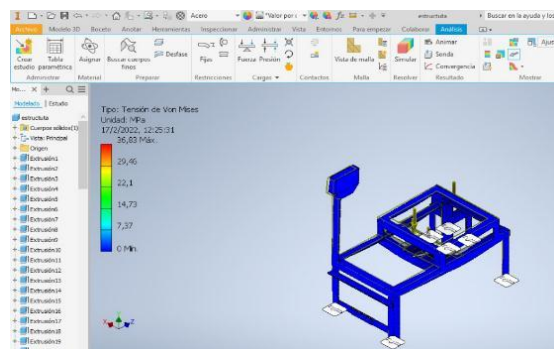 Acero
"Valor por
estructuta
Buscar en la ayuda y los
Archivo Modelo 3D Boceto Anotar Herramientas Inspeccionar Administrar Vista Entornos Para empezar Colaborar Análisis
Crear estudio
Tabla paramétrica
Asignar
Buscar cuerpos finos
Desfase
Fijas
Fuerza Presión
Vista de malla
Simular
Animar
Sonda
Convergencia
Administrar Material Preparar Restricciones Cargas Contactos Malla Resolver Resultado Mostrar
Modelado Estudio
estructuta
Cuerpos sólidos(1)
Vista: Principal
Origen
Extrusión1
Extrusión2
Extrusión3
Extrusión4
Extrusión5
Extrusión6
Extrusión7
Extrusión8
Extrusión9
Extrusión10
Extrusión11
Extrusión12
Extrusión13
Extrusión14
Extrusión15
Extrusión16
Extrusión17
Extrusión18
Extrusión19
Tipo: Tensión de Von Mises
Unidad: MPa
17/2/2022, 12:25:31
36,83 Máx.
29,46
22,1
14,73
7,37
0 Mín.